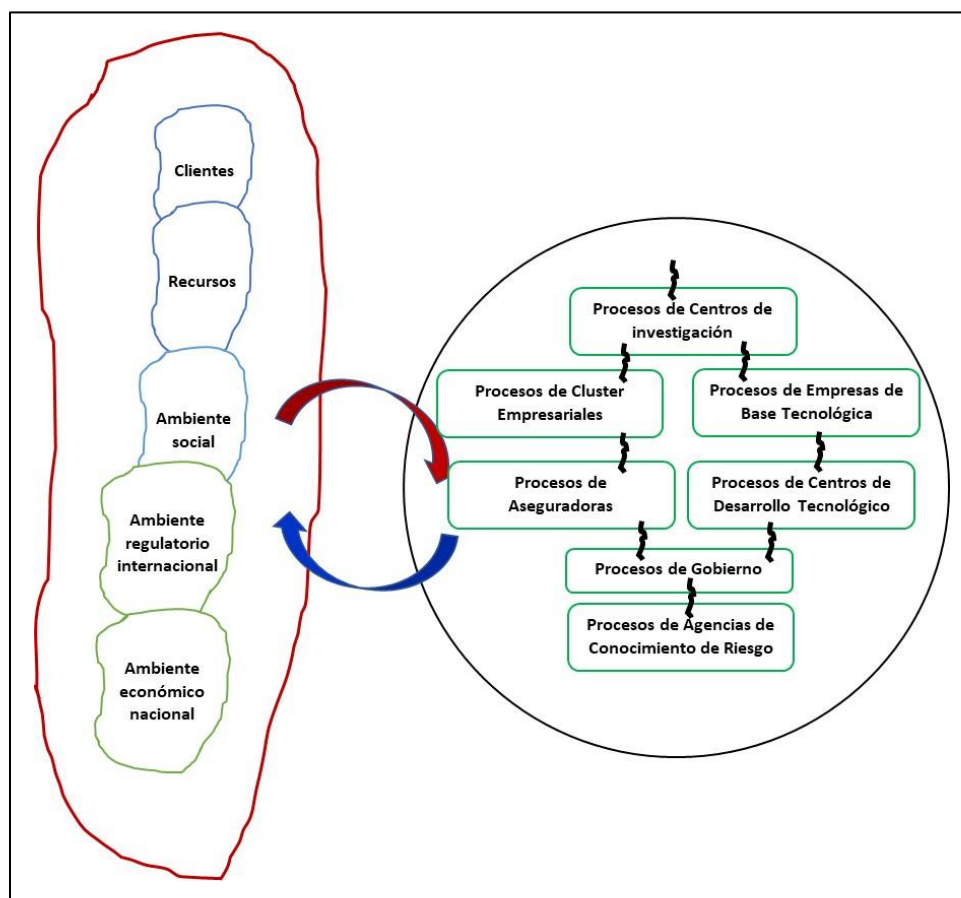 Clientes
Recursos
Ambiente
social
Ambiente
regulatorio
internacional
Ambiente
económico
nacional
Procesos de Centros de
investigación
Procesos de Cluster
Empresariales
Procesos de Empresas de
Base Tecnológica
Procesos de
Aseguradoras
Procesos de Centros de
Desarrollo Tecnológico
Procesos de Gobierno
Procesos de Agencias de
Conocimiento de Riesgo